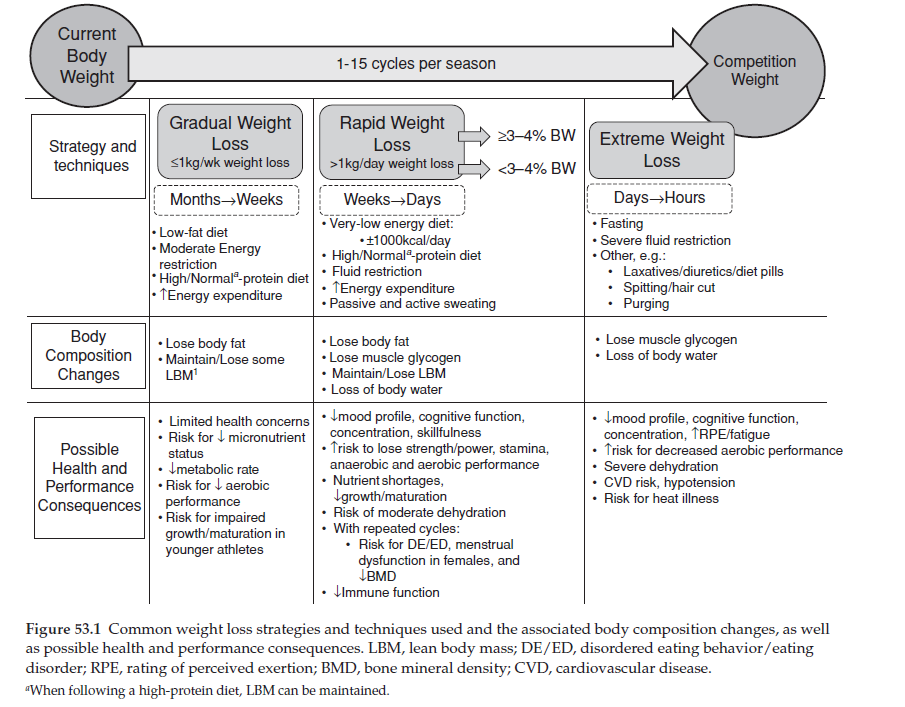 Current
Body
Weight
1-15 cycles per season
Competition
Weight
Strategy and
techniques
Gradual Weight
Loss
≤1kg/wk weight loss
Months→Weeks
• Low-fat diet
• Moderate Energy
restriction
• High/Normalᵃ-protein diet
• ↑Energy expenditure
Rapid Weight
Loss
>1kg/day weight loss
≥3–4% BW
<3–4% BW
Weeks→Days
• Very-low energy diet:
• ±1000kcal/day
• High/Normalᵃ-protein diet
• Fluid restriction
• ↑Energy expenditure
• Passive and active sweating
Extreme Weight
Loss
Days→Hours
• Fasting
• Severe fluid restriction
• Other, e.g.:
• Laxatives/diuretics/diet pills
• Spitting/hair cut
• Purging
Body
Composition
Changes
• Lose body fat
• Maintain/Lose some
LBM¹
• Lose body fat
• Lose muscle glycogen
• Maintain/Lose LBM
• Loss of body water
• Lose muscle glycogen
• Loss of body water
Possible
Health and
Performance
Consequences
• Limited health concerns
• Risk for ↓ micronutrient
status
• ↓metabolic rate
• Risk for ↓ aerobic
performance
• Risk for impaired
growth/maturation in
younger athletes
• ↓mood profile, cognitive function,
concentration, skillfulness
• ↑risk to lose strength/power, stamina,
anaerobic and aerobic performance
• Nutrient shortages,
↓growth/maturation
• Risk of moderate dehydration
• With repeated cycles:
• Risk for DE/ED, menstrual
dysfunction in females, and
↓BMD
• ↓Immune function
• ↓mood profile, cognitive function,
concentration, ↑RPE/fatigue
• ↑risk for decreased aerobic performance
• Severe dehydration
• CVD risk, hypotension
• Risk for heat illness
Figure 53.1 Common weight loss strategies and techniques used and the associated body composition changes, as well
as possible health and performance consequences. LBM, lean body mass; DE/ED, disordered eating behavior/eating
disorder; RPE, rating of perceived exertion; BMD, bone mineral density; CVD, cardiovascular disease.
ᵃWhen following a high-protein diet, LBM can be maintained.